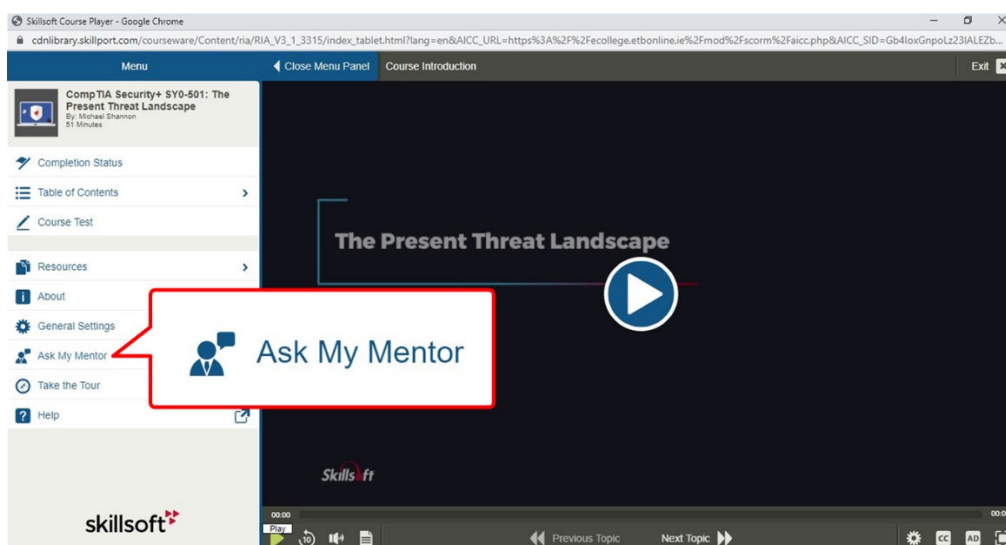 Skillsoft Course Player - Google Chrome
cdnlibrary.skillport.com/courseware/Content/ria/RIA_V3_1_3315/index_tablet.html?lang=en&AICC_URL=https%3A%2F%2Fecollege.etbonline.ie%2Fmod%2Fscorm%2Faicc.php&AICC_SID=Gb4loxGnpoLz23IALEZb...
Menu
Close Menu Panel
Course Introduction
Exit
CompTIA Security+ SY0-501: The
Present Threat Landscape
By: Michael Shannon
51 Minutes
Completion Status
Table of Contents
Course Test
Resources
About
General Settings
Ask My Mentor
Take the Tour
Help
Ask My Mentor
The Present Threat Landscape
Skillsoft
skillsoft
00:00
Play
10
Previous Topic
Next Topic
CC
AD